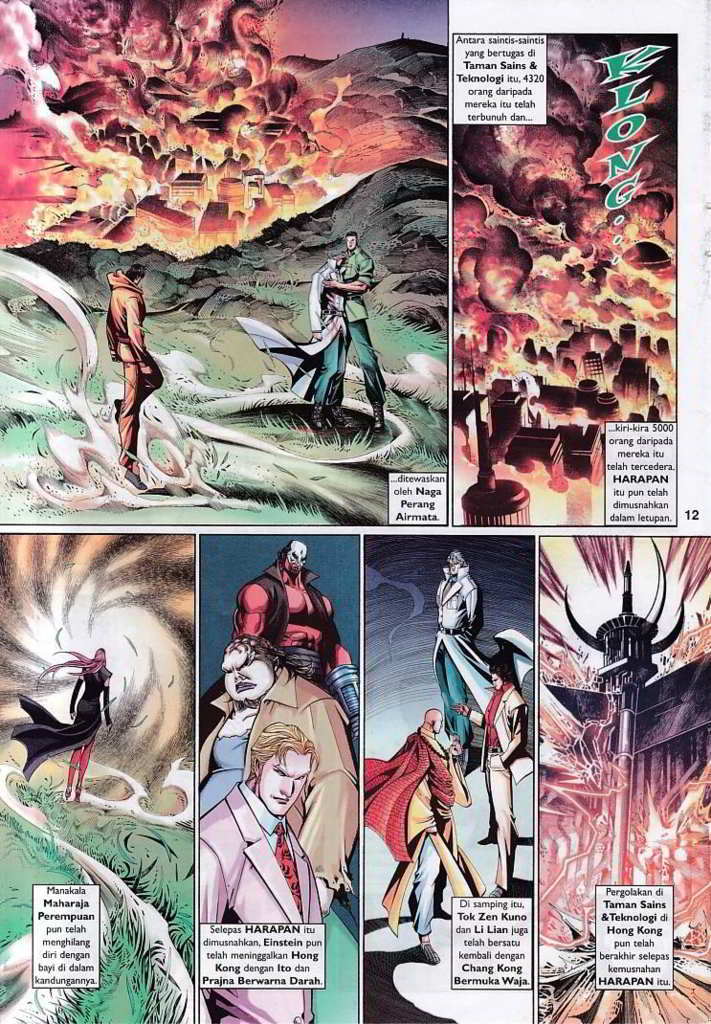 Antara saintis-saintis
yang bertugas di
Taman Sains &
Teknologi itu, 4320
orang daripada
mereka itu telah
terbunuh dan...
KLONG...
...ditewaskan
oleh Naga
Perang
Airmata.
...kiri-kira 5000
orang daripada
mereka itu
telah tercedera.
HARAPAN
itu pun telah
dimusnahkan
dalam letupan.
12
Manakala
Maharaja
Perempuan
pun telah
menghilang
diri dengan
bayi di dalam
kandungannya.
Selepas HARAPAN itu
dimusnahkan, Einstein pun
telah meninggalkan Hong
Kong dengan Ito dan
Prajna Berwarna Darah.
Di samping itu,
Tok Zen Kuno
dan Li Lian juga
telah bersatu
kembali dengan
Chang Kong
Bermuka Waja.
Pergolakan di
Taman Sains
&Teknologi di
Hong Kong
pun telah
berakhir selepas
kemusnahan
HARAPAN itu.